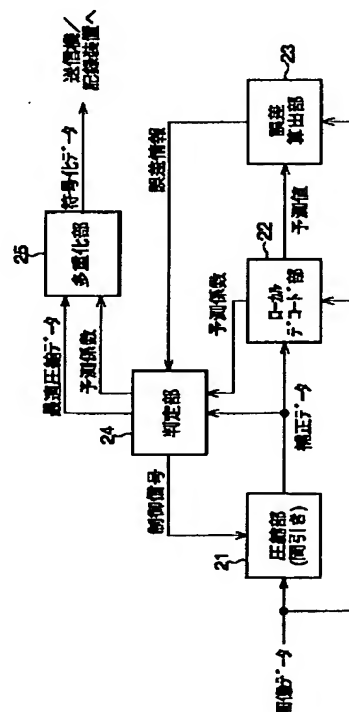 画像データ
21
圧縮部
(間引き)
補正データ
制御信号
24
判定部
22
ローカル
デコード部
予測値
23
誤差
算出部
誤差情報
予測係数
最適圧縮データ
予測係数
25
多重化部
符号化データ
送信機/
記録装置へ